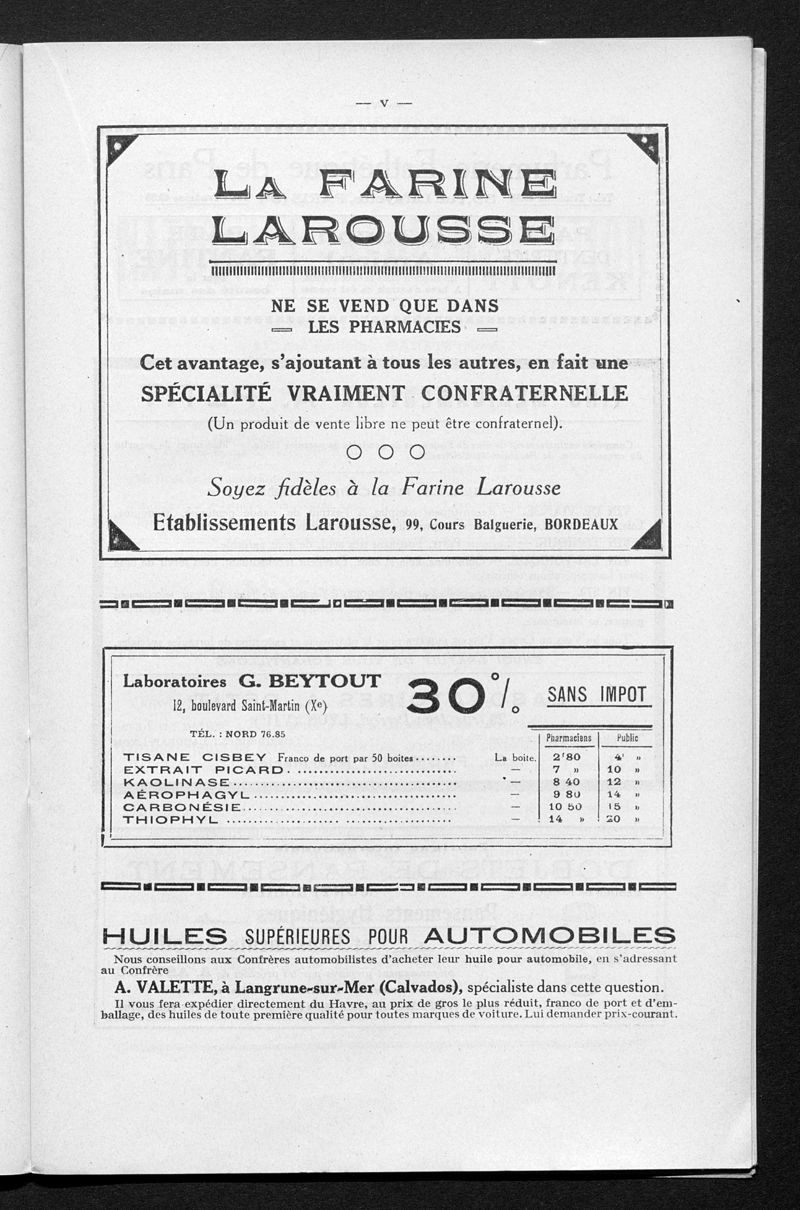 — V —
LA FARINE
LAROUSSE
NE SE VEND QUE DANS
LES PHARMACIES
Cet avantage, s'ajoutant à tous les autres, en fait une
SPÉCIALITÉ VRAIMENT CONFRATERNELLE
(Un produit de vente libre ne peut être confraternel).
Soyez fidèles à la Farine Larousse
Etablissements Larousse, 99, Cours Balguerie, BORDEAUX
Laboratoires G. BEYTOUT
12, boulevard Saint-Martin (Xe)
TÉL. : NORD 76.85
30% SANS IMPOT
Pharmaciens Public
TISANE CISBEY Franco de port par 50 boites ........ La boite. 2f80 4f »
EXTRAIT PICARD ........ — 7 » 10 »
KAOLINASE ........ — 8 40 12 »
AÉROPHAGYL ........ — 9 80 14 »
CARBONÉSIE ........ — 10 50 15 »
THIOPHYL ........ — 14 » 20 »
HUILES SUPÉRIEURES POUR AUTOMOBILES
Nous conseillons aux Confrères automobilistes d'acheter leur huile pour automobile, en s'adressant
au Confrère
A. VALETTE, à Langrune-sur-Mer (Calvados), spécialiste dans cette question.
Il vous fera expédier directement du Havre, au prix de gros le plus réduit, franco de port et d'em-
ballage, des huiles de toute première qualité pour toutes marques de voiture. Lui demander prix-courant.